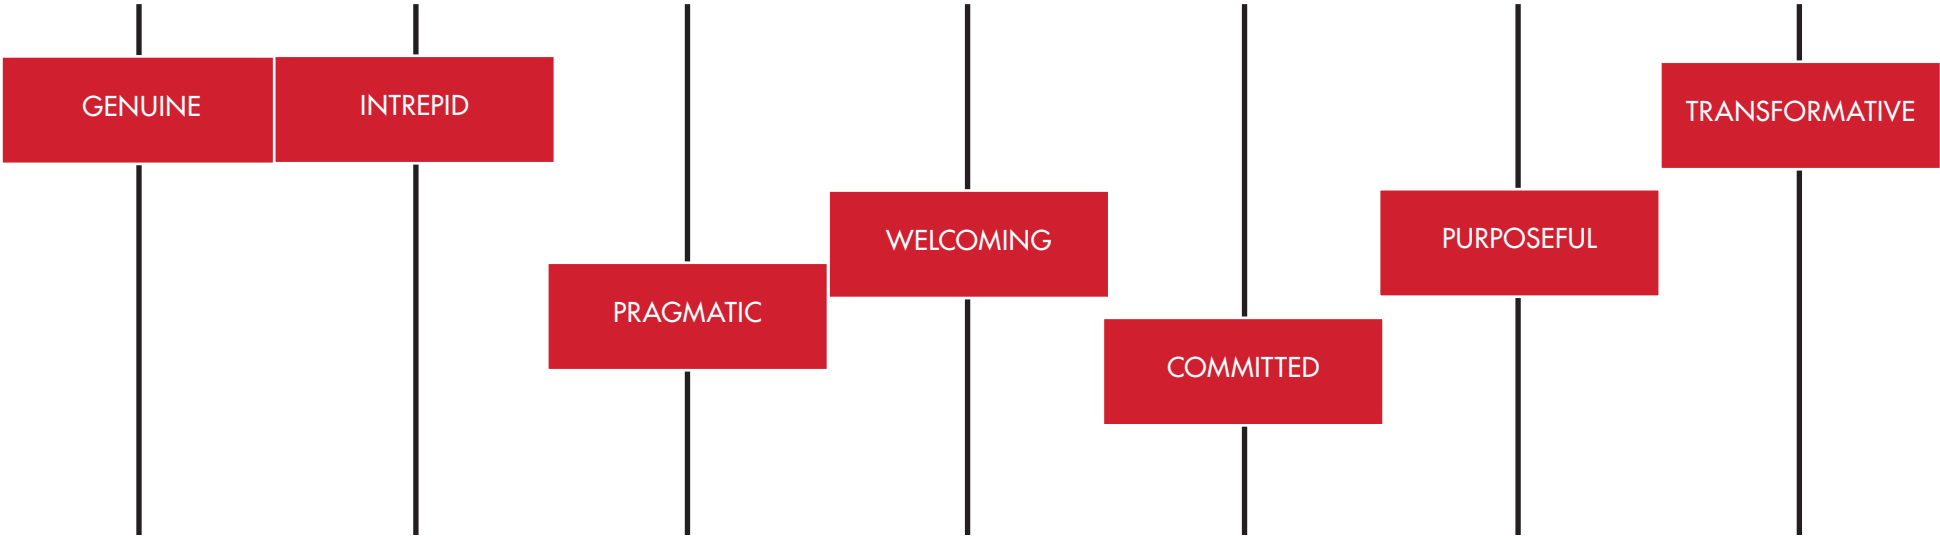 GENUINE
INTREPID
PRAGMATIC
WELCOMING
COMMITTED
PURPOSEFUL
TRANSFORMATIVE